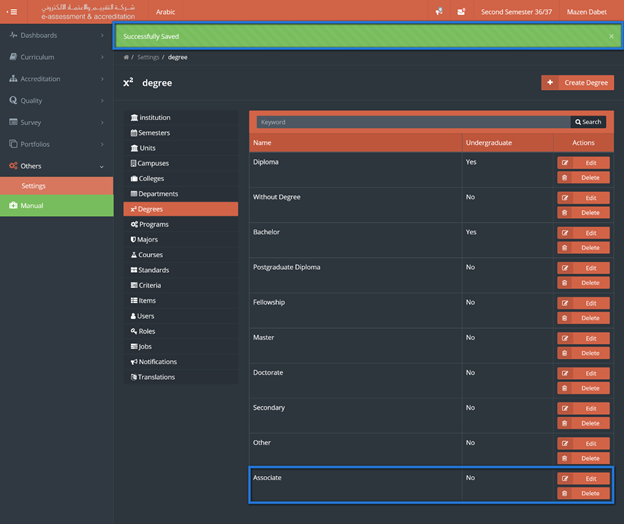 شركة التقييم والاعتماد الالكتروني
e-assessment & accreditation
Arabic
Second Semester 36/37
Mazen Dabet
Dashboards
Curriculum
Accreditation
Quality
Survey
Portfolios
Others
Settings
Manual
Successfully Saved
×
/ Settings / degree
x² degree
+ Create Degree
institution
Semesters
Units
Campuses
Colleges
Departments
x² Degrees
Programs
Majors
Courses
Standards
Criteria
Items
Users
Roles
Jobs
Notifications
Translations
Keyword
Search
Name Undergraduate Actions
Diploma Yes Edit
Delete
Without Degree No Edit
Delete
Bachelor Yes Edit
Delete
Postgraduate Diploma No Edit
Delete
Fellowship No Edit
Delete
Master No Edit
Delete
Doctorate No Edit
Delete
Secondary No Edit
Delete
Other No Edit
Delete
Associate No Edit
Delete